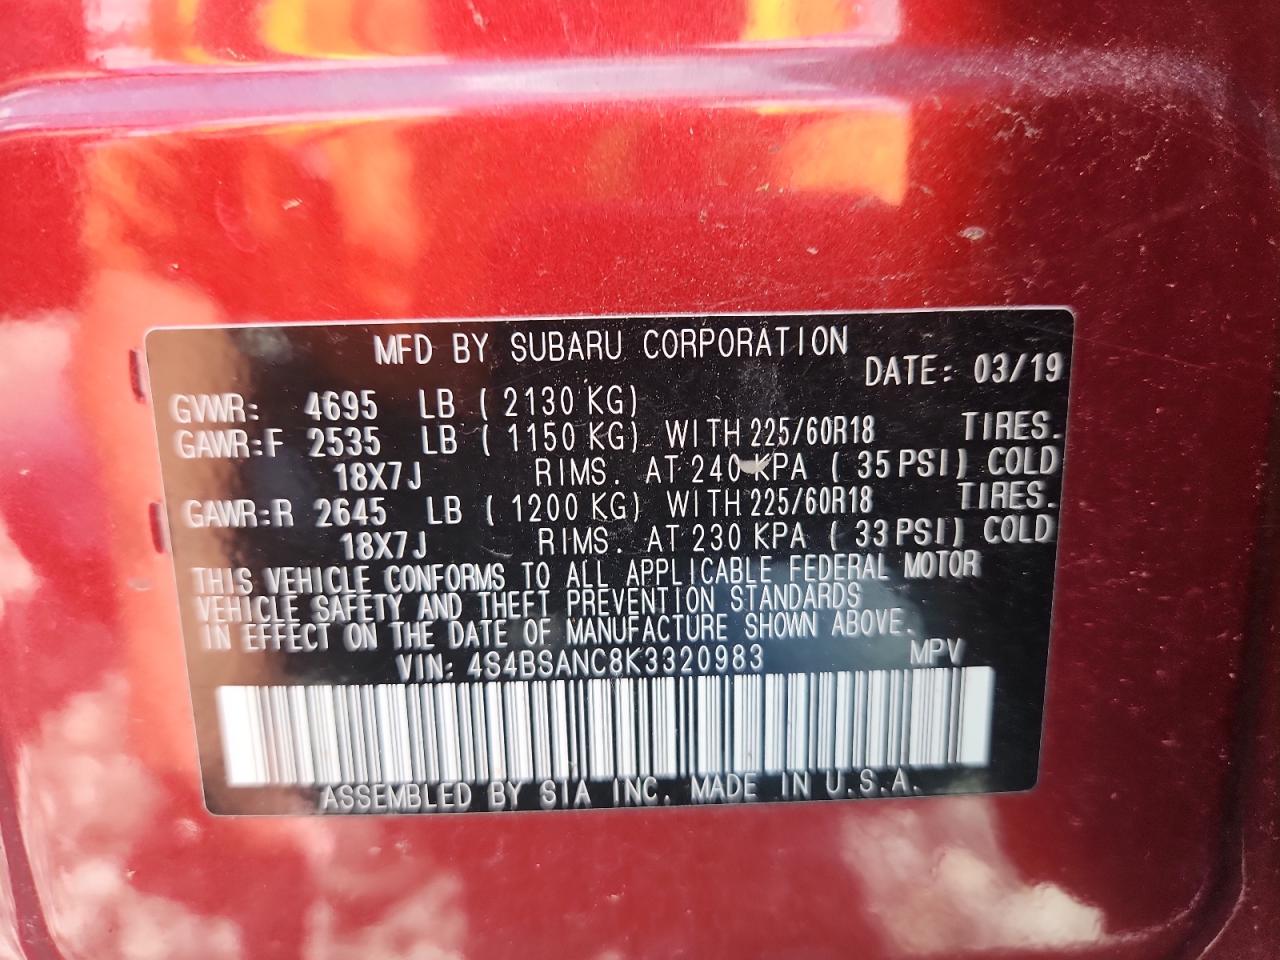 MFD BY SUBARU CORPORATION
DATE: 03/19
GVWR: 4695 LB ( 2130 KG)
GAWR:F 2535 LB ( 1150 KG) WITH 225/60R18 TIRES.
18X7J RIMS. AT 240 KPA ( 35 PSI) COLD
GAWR:R 2645 LB ( 1200 KG) WITH 225/60R18 TIRES.
18X7J RIMS. AT 230 KPA ( 33 PSI) COLD
THIS VEHICLE CONFORMS TO ALL APPLICABLE FEDERAL MOTOR
VEHICLE SAFETY AND THEFT PREVENTION STANDARDS
IN EFFECT ON THE DATE OF MANUFACTURE SHOWN ABOVE.
VIN: 4S4BSANC8K3320983 MPV
ASSEMBLED BY SIA INC. MADE IN U.S.A.